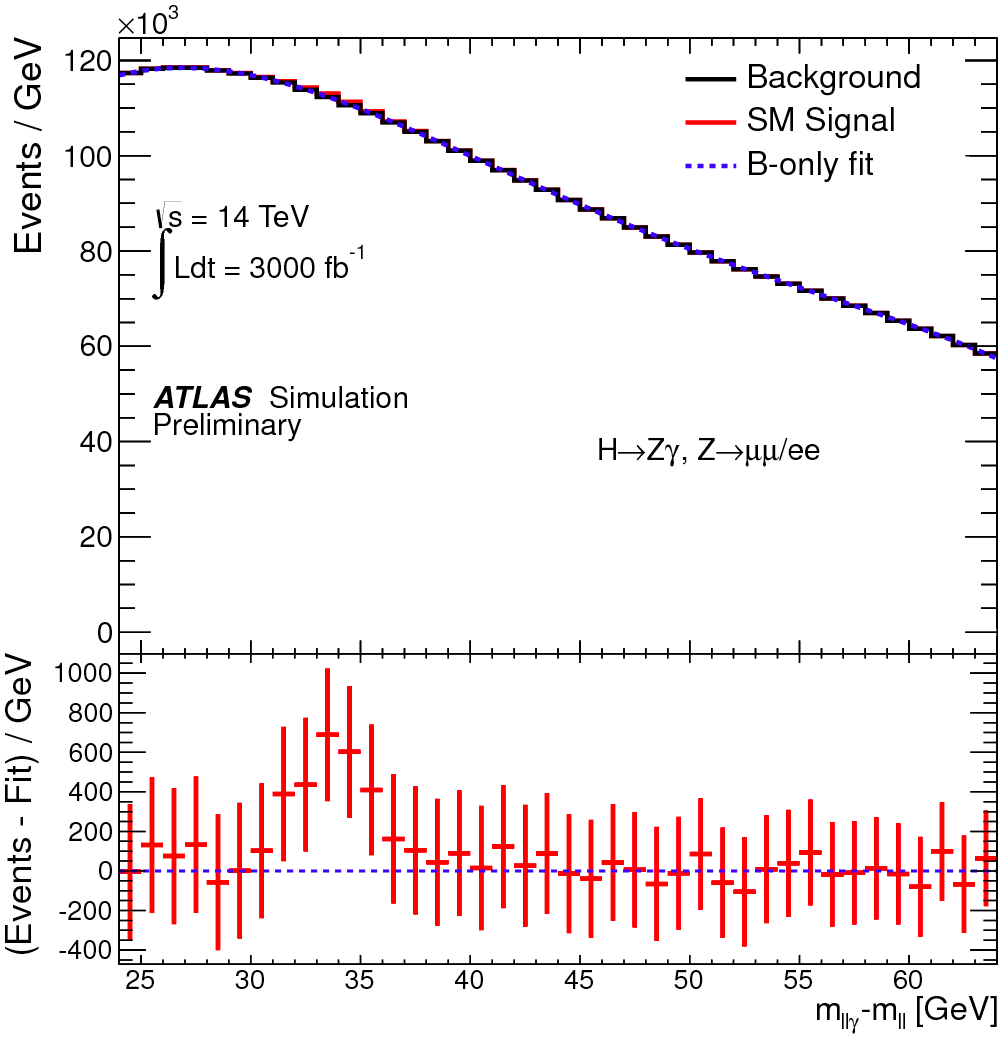 ×10³
Events / GeV
120
100
80
60
40
20
0
Background
SM Signal
B-only fit
√s = 14 TeV
∫Ldt = 3000 fb⁻¹
ATLAS Simulation
Preliminary
H→Zγ, Z→μμ/ee
(Events - Fit) / GeV
1000
800
600
400
200
0
-200
-400
25 30 35 40 45 50 55 60
m_llγ-m_ll [GeV]